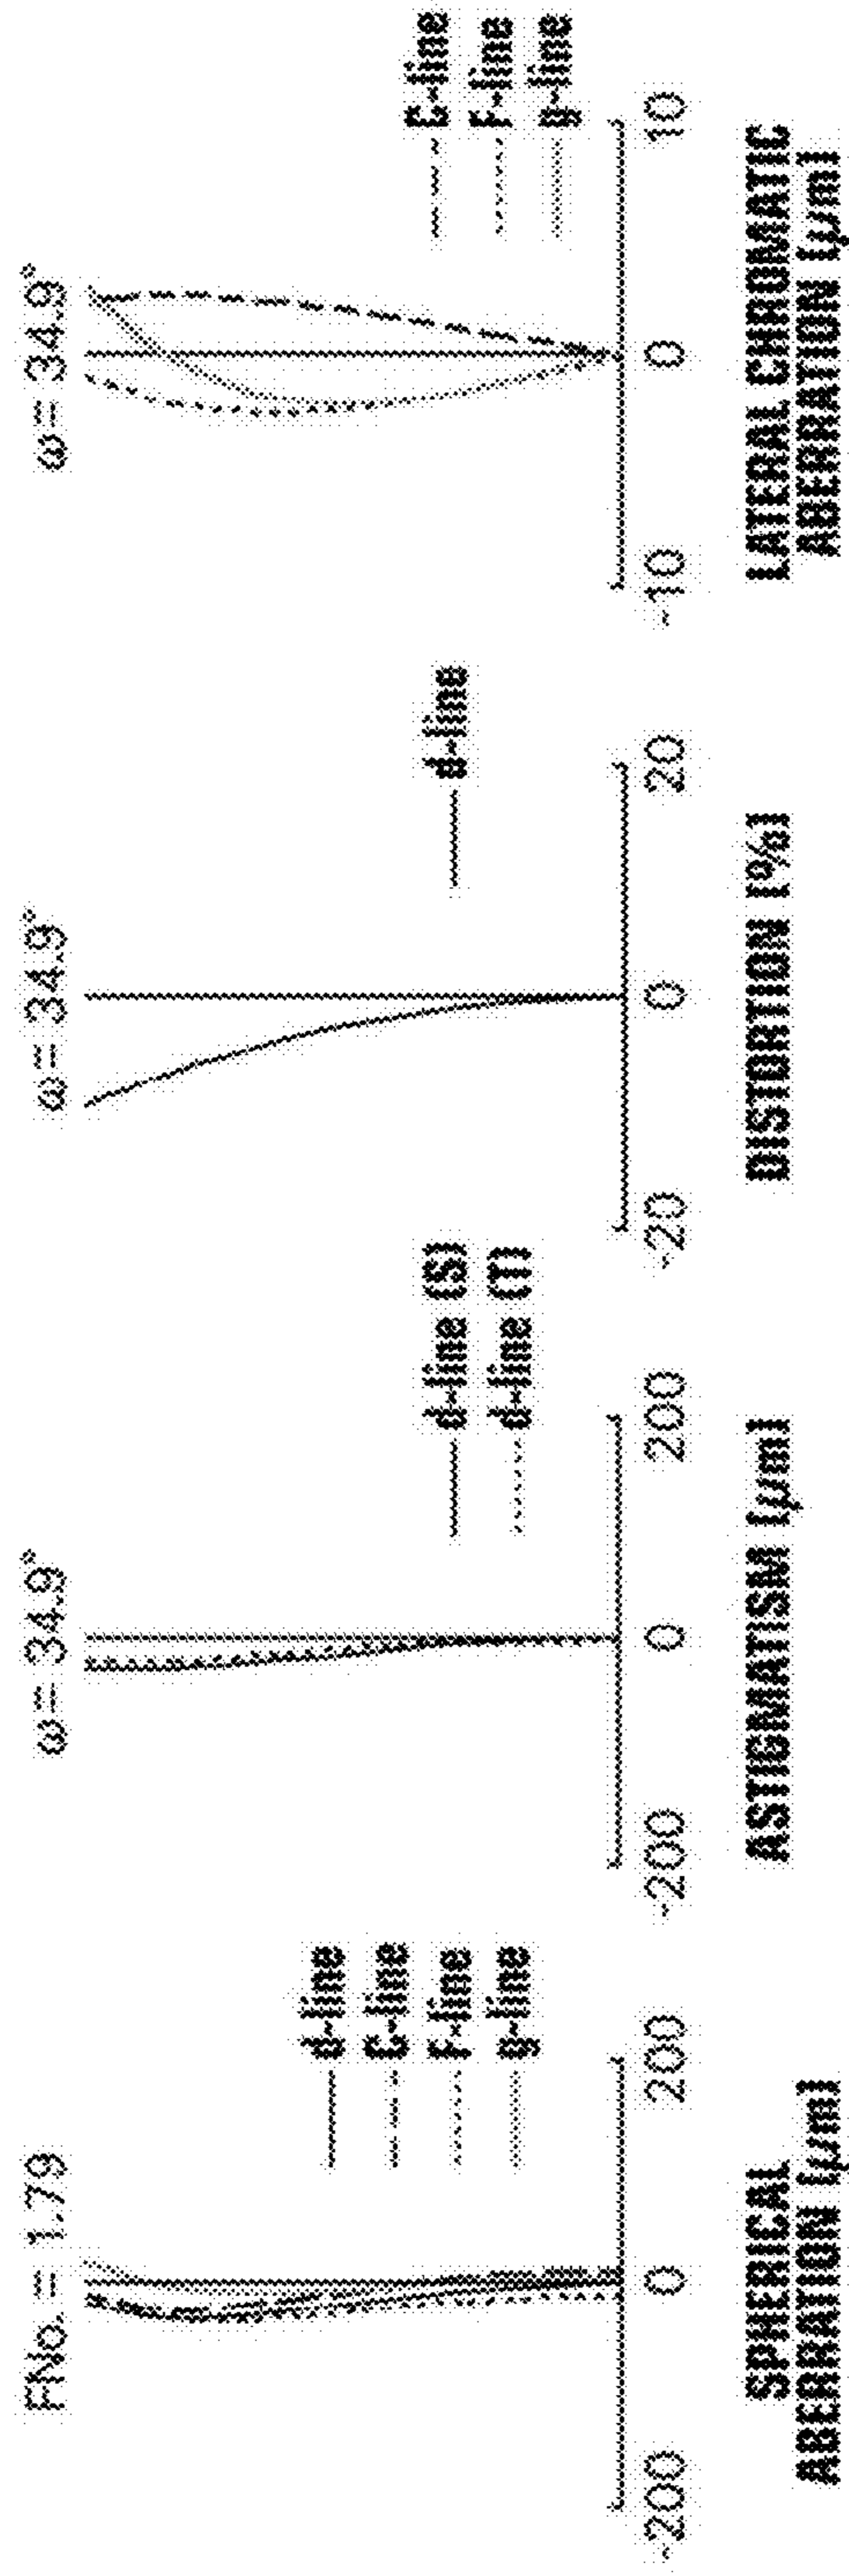 FNo. = 1.79
d-line
C-line
F-line
g-line
-200
0
200
SPHERICAL
ABERRATION [μm]
ω = 34.9°
d-line (S)
d-line (T)
-200
0
200
ASTIGMATISM [μm]
ω = 34.9°
d-line
-20
0
20
DISTORTION [%]
ω = 34.9°
C-line
F-line
g-line
-10
0
10
LATERAL CHROMATIC
ABERRATION [μm]